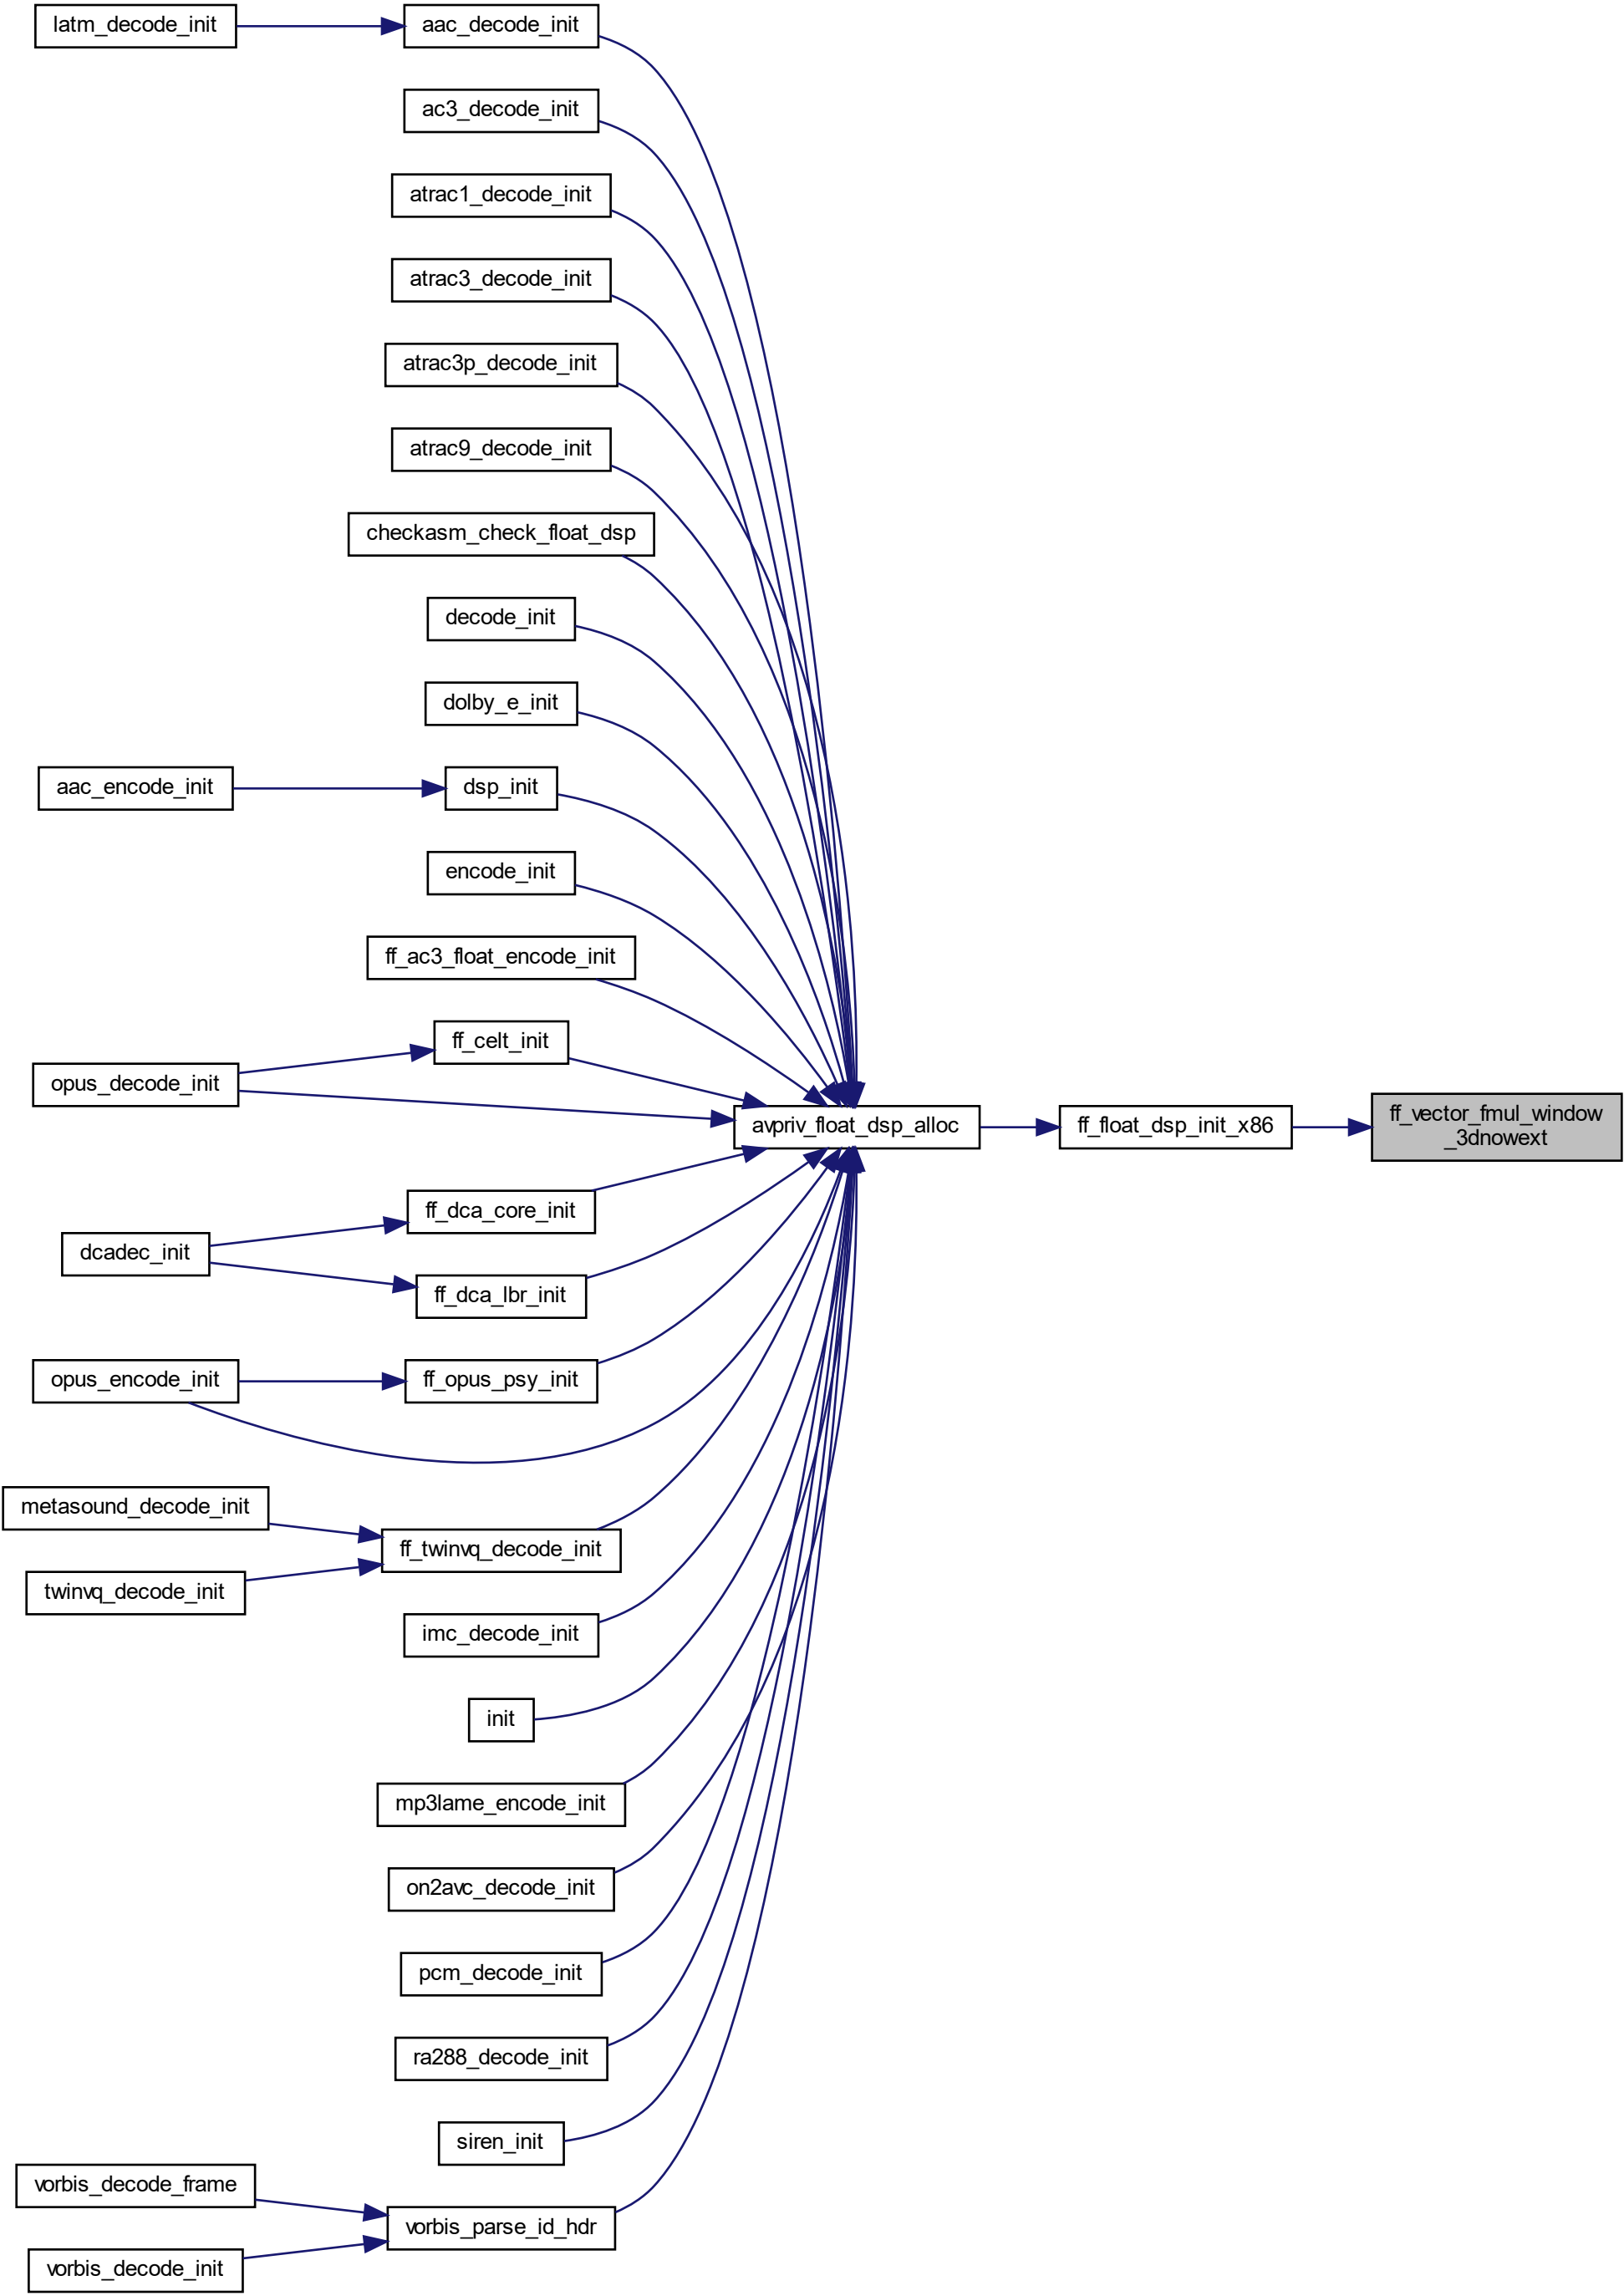 latm_decode_init
aac_decode_init
ac3_decode_init
atrac1_decode_init
atrac3_decode_init
atrac3p_decode_init
atrac9_decode_init
checkasm_check_float_dsp
decode_init
dolby_e_init
aac_encode_init
dsp_init
encode_init
ff_ac3_float_encode_init
ff_celt_init
opus_decode_init
avpriv_float_dsp_alloc
ff_float_dsp_init_x86
ff_vector_fmul_window
_3dnowext
ff_dca_core_init
dcadec_init
ff_dca_lbr_init
opus_encode_init
ff_opus_psy_init
metasound_decode_init
ff_twinvq_decode_init
twinvq_decode_init
imc_decode_init
init
mp3lame_encode_init
on2avc_decode_init
pcm_decode_init
ra288_decode_init
siren_init
vorbis_decode_frame
vorbis_parse_id_hdr
vorbis_decode_init